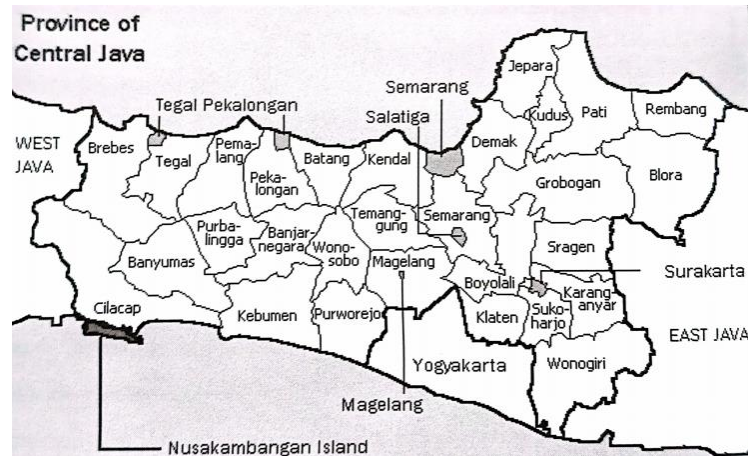 Province of
Central Java
Jepara
Semarang
Tegal Pekalongan
Salatiga
Kudus
Pati
Rembang
WEST
JAVA
Brebes
Tegal
Pema-
lang
Peka-
longan
Batang
Kendal
Demak
Grobogan
Blora
Temang-
gung
Semarang
Purba-
lingga
Banjar-
negara
Wono-
sobo
Banyumas
Magelang
Sragen
Surakarta
Boyolali
Karang-
anyar
Cilacap
Kebumen
Purworejo
Klaten
Suko-
harjo
EAST JAVA
Yogyakarta
Wonogiri
Magelang
Nusakambangan Island